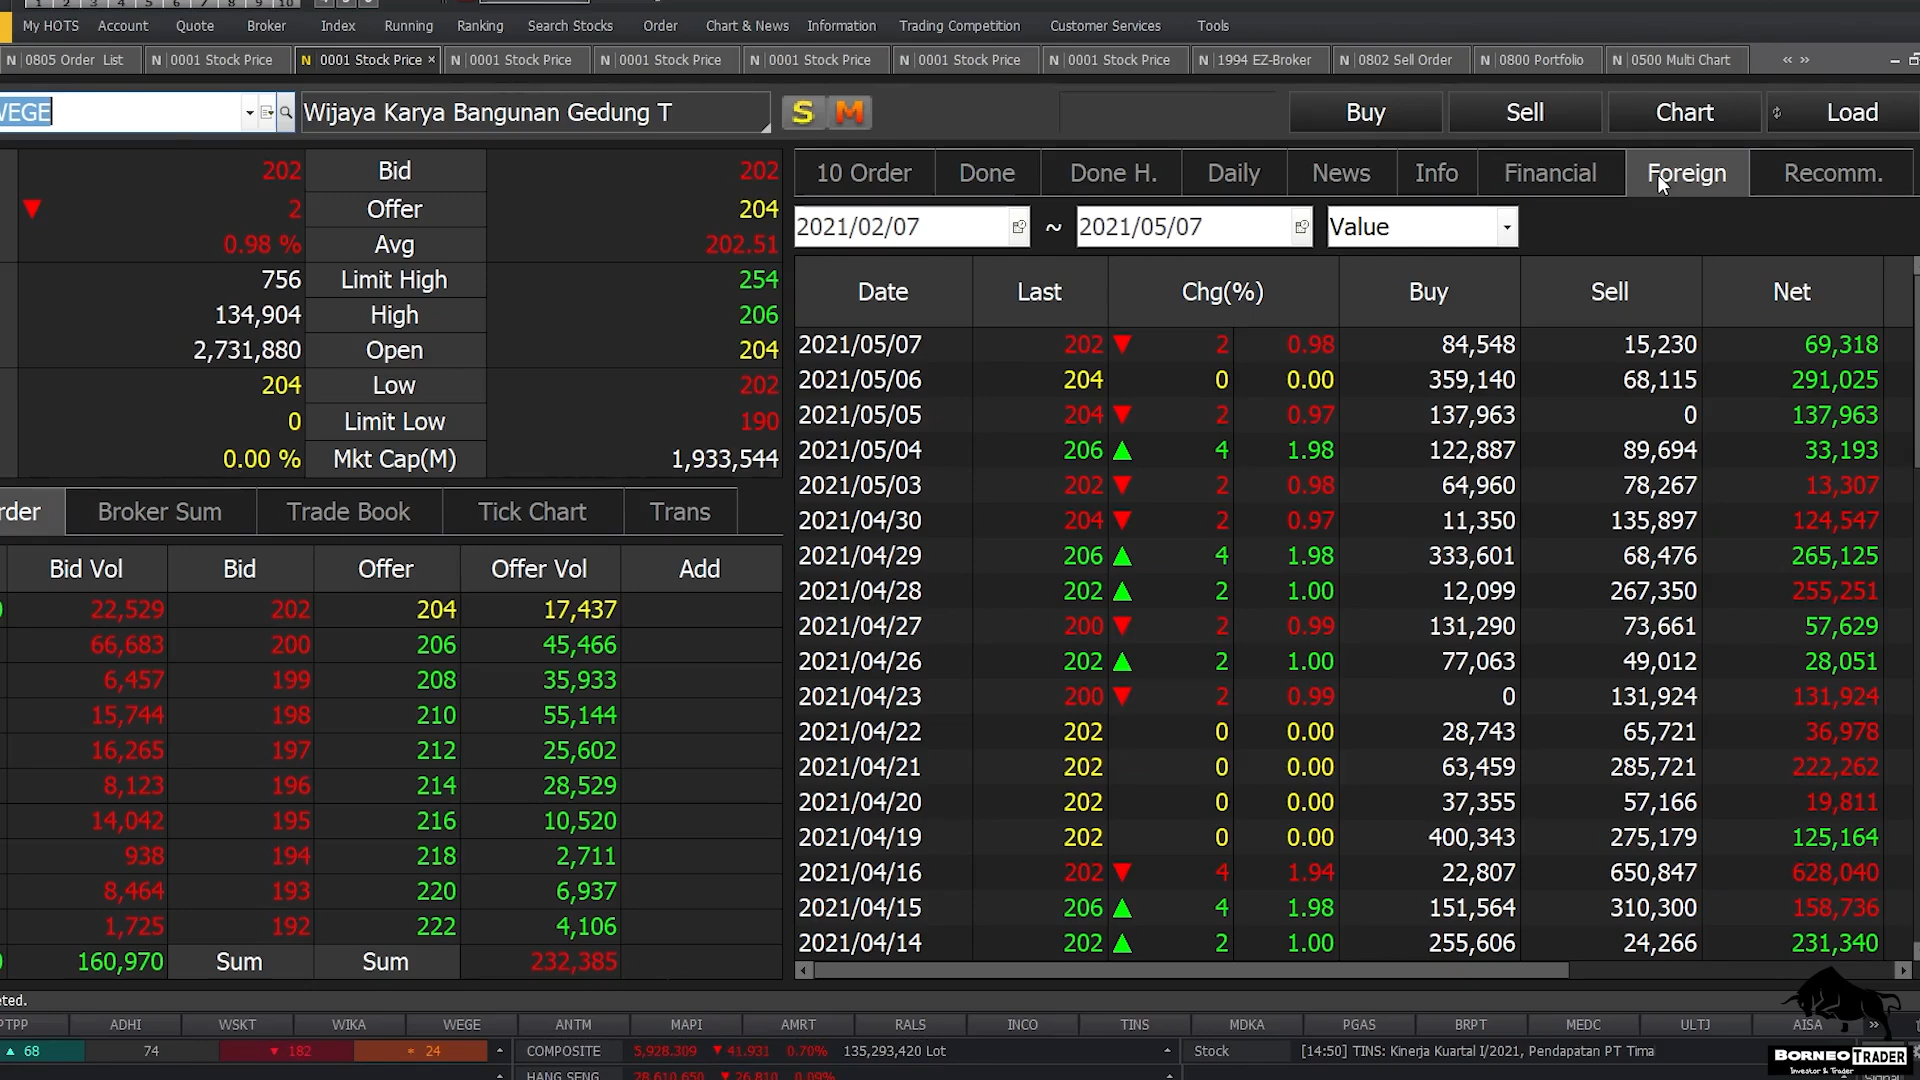 1 2 3 4 5 6 7 8 9 10
My HOTS Account Quote Broker Index Running Ranking Search Stocks Order Chart & News Information Trading Competition Customer Services Tools
N 0805 Order List N 0001 Stock Price N 0001 Stock Price × N 0001 Stock Price N 0001 Stock Price N 0001 Stock Price N 0001 Stock Price N 0001 Stock Price N 1994 EZ-Broker N 0802 Sell Order N 0800 Portfolio N 0500 Multi Chart « »
WEGE Wijaya Karya Bangunan Gedung T S M Buy Sell Chart Load
10 Order Done Done H. Daily News Info Financial Foreign Recomm.
2021/02/07 ~ 2021/05/07 Value
202 Bid 202
▼ 2 Offer 204
0.98 % Avg 202.51
756 Limit High 254
134,904 High 206
2,731,880 Open 204
204 Low 202
0 Limit Low 190
0.00 % Mkt Cap(M) 1,933,544
rder Broker Sum Trade Book Tick Chart Trans
Bid Vol Bid Offer Offer Vol Add
22,529 202 204 17,437
66,683 200 206 45,466
6,457 199 208 35,933
15,744 198 210 55,144
16,265 197 212 25,602
8,123 196 214 28,529
14,042 195 216 10,520
938 194 218 2,711
8,464 193 220 6,937
1,725 192 222 4,106
160,970 Sum Sum 232,385
Date Last Chg(%) Buy Sell Net
2021/05/07 202 ▼ 2 0.98 84,548 15,230 69,318
2021/05/06 204 0 0.00 359,140 68,115 291,025
2021/05/05 204 ▼ 2 0.97 137,963 0 137,963
2021/05/04 206 ▲ 4 1.98 122,887 89,694 33,193
2021/05/03 202 ▼ 2 0.98 64,960 78,267 13,307
2021/04/30 204 ▼ 2 0.97 11,350 135,897 124,547
2021/04/29 206 ▲ 4 1.98 333,601 68,476 265,125
2021/04/28 202 ▲ 2 1.00 12,099 267,350 255,251
2021/04/27 200 ▼ 2 0.99 131,290 73,661 57,629
2021/04/26 202 ▲ 2 1.00 77,063 49,012 28,051
2021/04/23 200 ▼ 2 0.99 0 131,924 131,924
2021/04/22 202 0 0.00 28,743 65,721 36,978
2021/04/21 202 0 0.00 63,459 285,721 222,262
2021/04/20 202 0 0.00 37,355 57,166 19,811
2021/04/19 202 0 0.00 400,343 275,179 125,164
2021/04/16 202 ▼ 4 1.94 22,807 650,847 628,040
2021/04/15 206 ▲ 4 1.98 151,564 310,300 158,736
2021/04/14 202 ▲ 2 1.00 255,606 24,266 231,340
eted.
PTPP ADHI WSKT WIKA WEGE ANTM MAPI AMRT RALS INCO TINS MDKA PGAS BRPT MEDC ULTJ AISA »
▲ 68 74 ▼ 182 * 24 COMPOSITE 5,928.309 ▼ 41.931 0.70% 135,293,420 Lot Stock [14:50] TINS: Kinerja Kuartal I/2021, Pendapatan PT Tima
HANG SENG 28,610.650 ▼ 26.810 0.09%
BORNEO TRADER
Investor & Trader